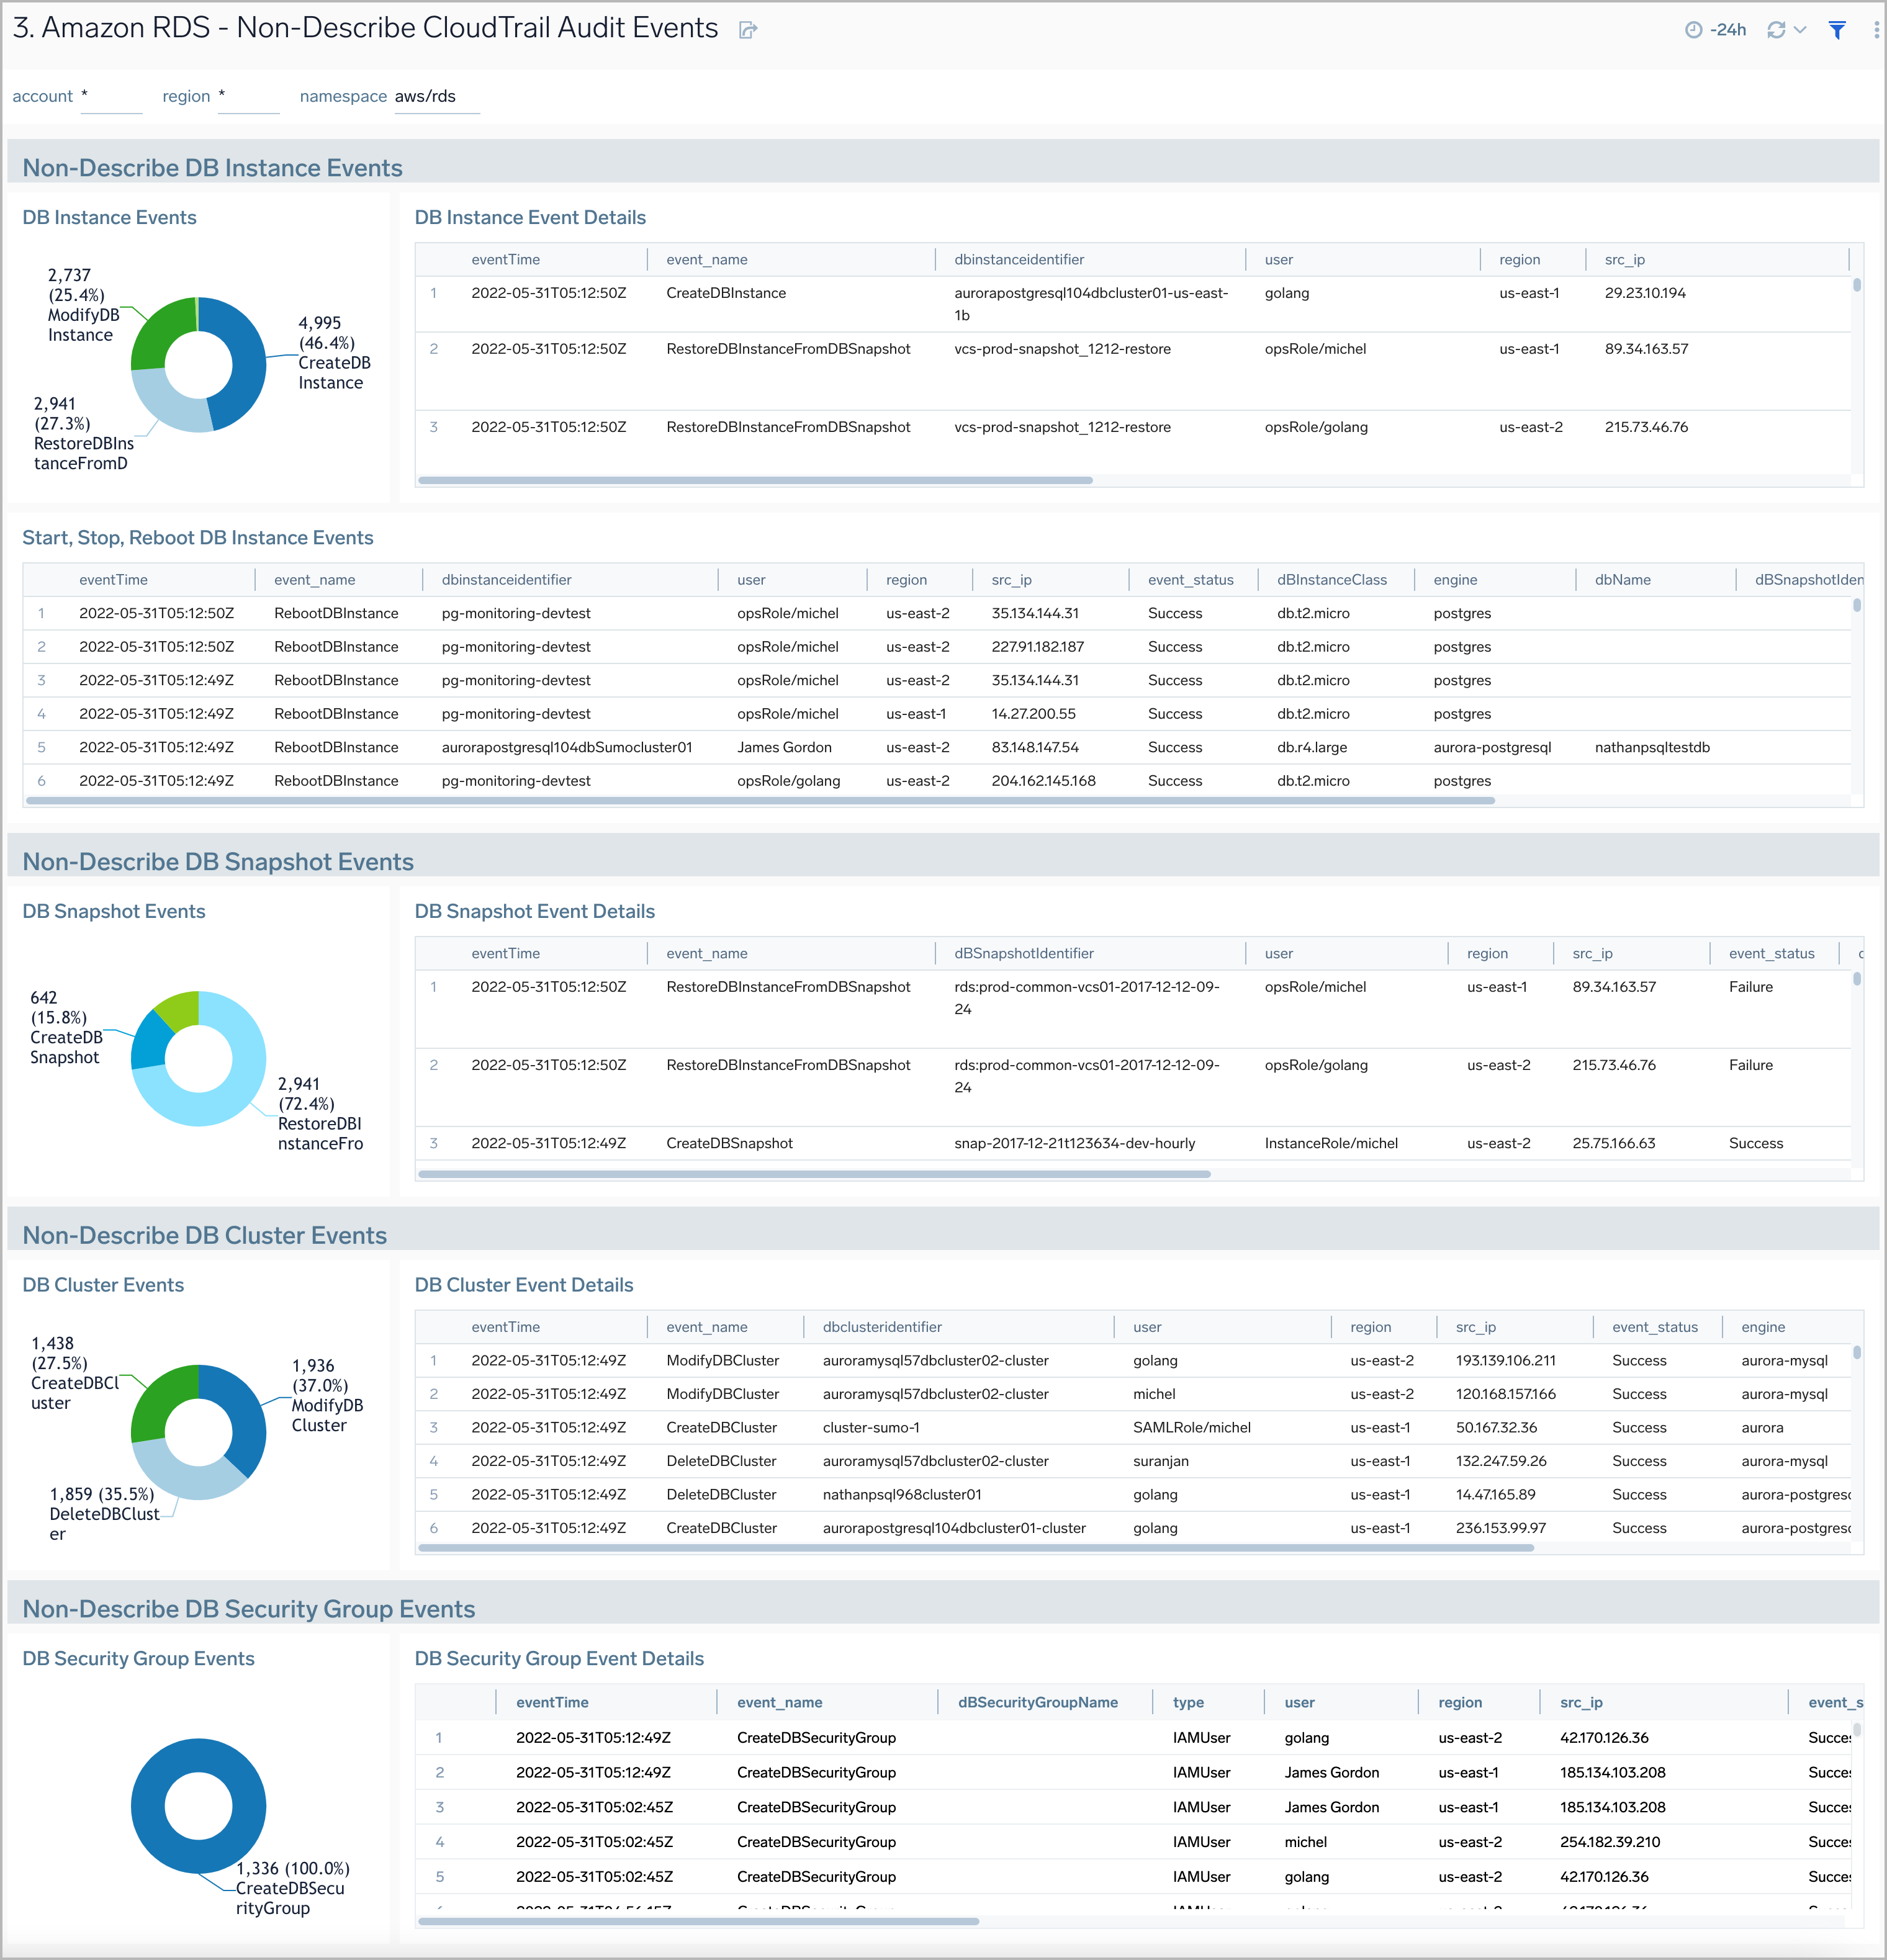 3. Amazon RDS - Non-Describe CloudTrail Audit Events
-24h
account * region * namespace aws/rds
Non-Describe DB Instance Events
DB Instance Events
2,737
(25.4%)
ModifyDB
Instance
4,995
(46.4%)
CreateDB
Instance
2,941
(27.3%)
RestoreDBIns
tanceFromD
DB Instance Event Details
eventTime event_name dbinstanceidentifier user region src_ip
1 2022-05-31T05:12:50Z CreateDBInstance aurorapostgresql104dbcluster01-us-east- golang us-east-1 29.23.10.194
1b
2 2022-05-31T05:12:50Z RestoreDBInstanceFromDBSnapshot vcs-prod-snapshot_1212-restore opsRole/michel us-east-1 89.34.163.57
3 2022-05-31T05:12:50Z RestoreDBInstanceFromDBSnapshot vcs-prod-snapshot_1212-restore opsRole/golang us-east-2 215.73.46.76
Start, Stop, Reboot DB Instance Events
eventTime event_name dbinstanceidentifier user region src_ip event_status dBInstanceClass engine dbName dBSnapshotIden
1 2022-05-31T05:12:50Z RebootDBInstance pg-monitoring-devtest opsRole/michel us-east-2 35.134.144.31 Success db.t2.micro postgres
2 2022-05-31T05:12:50Z RebootDBInstance pg-monitoring-devtest opsRole/michel us-east-2 227.91.182.187 Success db.t2.micro postgres
3 2022-05-31T05:12:49Z RebootDBInstance pg-monitoring-devtest opsRole/michel us-east-2 35.134.144.31 Success db.t2.micro postgres
4 2022-05-31T05:12:49Z RebootDBInstance pg-monitoring-devtest opsRole/michel us-east-1 14.27.200.55 Success db.t2.micro postgres
5 2022-05-31T05:12:49Z RebootDBInstance aurorapostgresql104dbSumocluster01 James Gordon us-east-2 83.148.147.54 Success db.r4.large aurora-postgresql nathanpsqltestdb
6 2022-05-31T05:12:49Z RebootDBInstance pg-monitoring-devtest opsRole/golang us-east-2 204.162.145.168 Success db.t2.micro postgres
Non-Describe DB Snapshot Events
DB Snapshot Events
642
(15.8%)
CreateDB
Snapshot
2,941
(72.4%)
RestoreDBI
nstanceFro
DB Snapshot Event Details
eventTime event_name dBSnapshotIdentifier user region src_ip event_status
1 2022-05-31T05:12:50Z RestoreDBInstanceFromDBSnapshot rds:prod-common-vcs01-2017-12-12-09- opsRole/michel us-east-1 89.34.163.57 Failure
24
2 2022-05-31T05:12:50Z RestoreDBInstanceFromDBSnapshot rds:prod-common-vcs01-2017-12-12-09- opsRole/golang us-east-2 215.73.46.76 Failure
24
3 2022-05-31T05:12:49Z CreateDBSnapshot snap-2017-12-21t123634-dev-hourly InstanceRole/michel us-east-2 25.75.166.63 Success
Non-Describe DB Cluster Events
DB Cluster Events
1,438
(27.5%)
CreateDBCl
uster
1,936
(37.0%)
ModifyDB
Cluster
1,859 (35.5%)
DeleteDBClust
er
DB Cluster Event Details
eventTime event_name dbclusteridentifier user region src_ip event_status engine
1 2022-05-31T05:12:49Z ModifyDBCluster auroramysql57dbcluster02-cluster golang us-east-2 193.139.106.211 Success aurora-mysql
2 2022-05-31T05:12:49Z ModifyDBCluster auroramysql57dbcluster02-cluster michel us-east-2 120.168.157.166 Success aurora-mysql
3 2022-05-31T05:12:49Z CreateDBCluster cluster-sumo-1 SAMLRole/michel us-east-1 50.167.32.36 Success aurora
4 2022-05-31T05:12:49Z DeleteDBCluster auroramysql57dbcluster02-cluster suranjan us-east-1 132.247.59.26 Success aurora-mysql
5 2022-05-31T05:12:49Z DeleteDBCluster nathanpsql968cluster01 golang us-east-1 14.47.165.89 Success aurora-postgres
6 2022-05-31T05:12:49Z CreateDBCluster aurorapostgresql104dbcluster01-cluster golang us-east-1 236.153.99.97 Success aurora-postgres
Non-Describe DB Security Group Events
DB Security Group Events
1,336 (100.0%)
CreateDBSecu
rityGroup
DB Security Group Event Details
eventTime event_name dBSecurityGroupName type user region src_ip event_s
1 2022-05-31T05:12:49Z CreateDBSecurityGroup IAMUser golang us-east-2 42.170.126.36 Succes
2 2022-05-31T05:12:49Z CreateDBSecurityGroup IAMUser James Gordon us-east-1 185.134.103.208 Succes
3 2022-05-31T05:02:45Z CreateDBSecurityGroup IAMUser James Gordon us-east-1 185.134.103.208 Succes
4 2022-05-31T05:02:45Z CreateDBSecurityGroup IAMUser michel us-east-2 254.182.39.210 Succes
5 2022-05-31T05:02:45Z CreateDBSecurityGroup IAMUser golang us-east-2 42.170.126.36 Succes